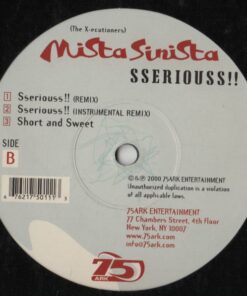 (The X-ecutioners)
Mista Sinista
SSERIOUSS!!
1 Sseriouss!! (REMIX)
2 Sseriouss!! (INSTRUMENTAL REMIX)
3 Short and Sweet
SIDE
B
©℗ 2000 75ARK ENTERTAINMENT
Unauthorized duplication is a violation
of all applicable laws.
75ARK ENTERTAINMENT
77 Chambers Street, 4th Floor
New York, NY 10007
www.75ark.com
info@75ark.com
75
ARK